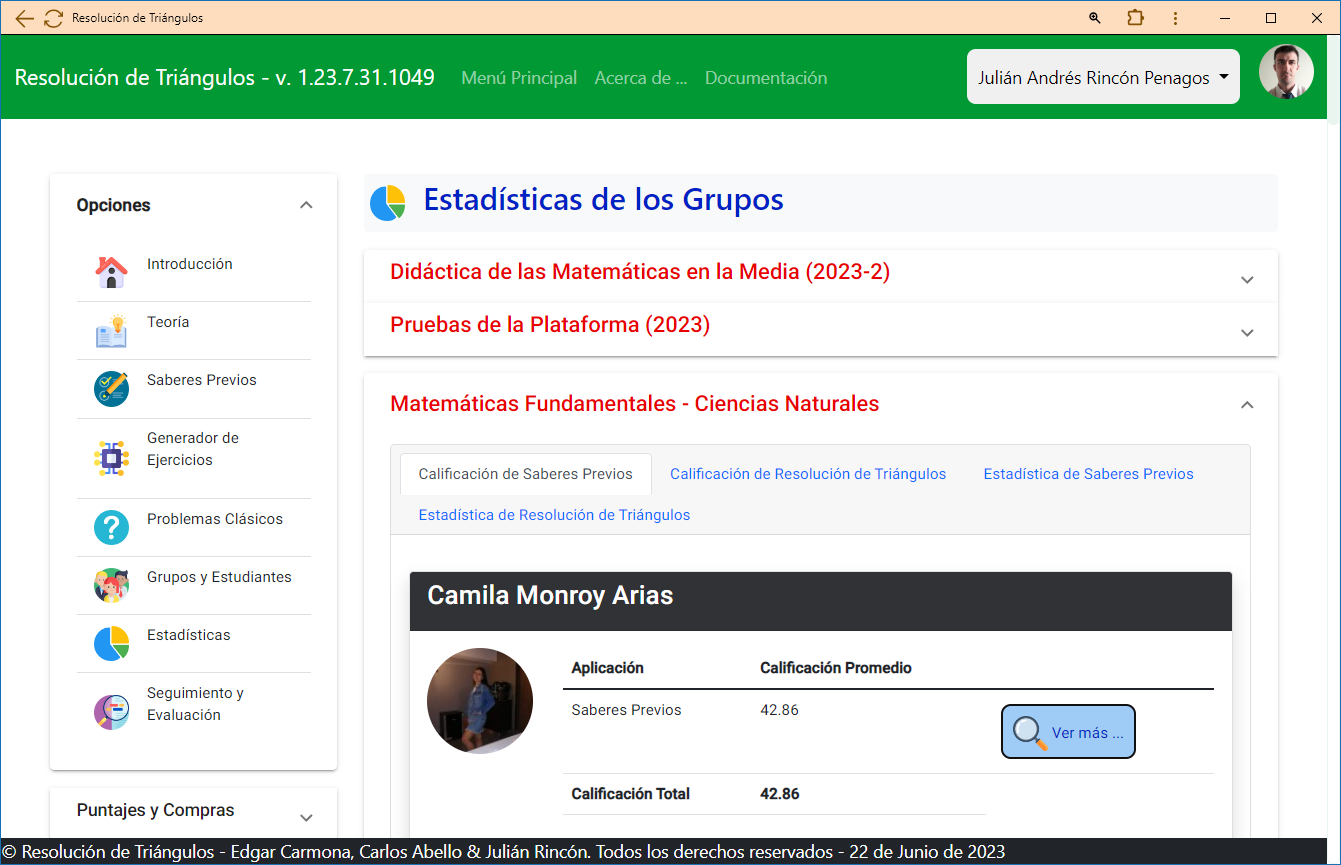 Resolución de Triángulos
Resolución de Triángulos - v. 1.23.7.31.1049
Menú Principal
Acerca de ...
Documentación
Julián Andrés Rincón Penagos
Opciones
Introducción
Teoría
Saberes Previos
Generador de
Ejercicios
Problemas Clásicos
Grupos y Estudiantes
Estadísticas
Seguimiento y
Evaluación
Puntajes y Compras
Estadísticas de los Grupos
Didáctica de las Matemáticas en la Media (2023-2)
Pruebas de la Plataforma (2023)
Matemáticas Fundamentales - Ciencias Naturales
Calificación de Saberes Previos
Calificación de Resolución de Triángulos
Estadística de Saberes Previos
Estadística de Resolución de Triángulos
Camila Monroy Arias
Aplicación Calificación Promedio
Saberes Previos 42.86
Ver más ...
Calificación Total 42.86
© Resolución de Triángulos - Edgar Carmona, Carlos Abello & Julián Rincón. Todos los derechos reservados - 22 de Junio de 2023